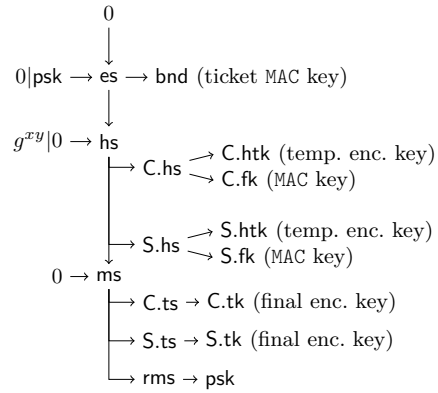 0
0|psk → es → bnd (ticket MAC key)
g^{xy}|0 → hs
C.hs
C.htk (temp. enc. key)
C.fk (MAC key)
S.hs
S.htk (temp. enc. key)
S.fk (MAC key)
0 → ms
C.ts → C.tk (final enc. key)
S.ts → S.tk (final enc. key)
rms → psk